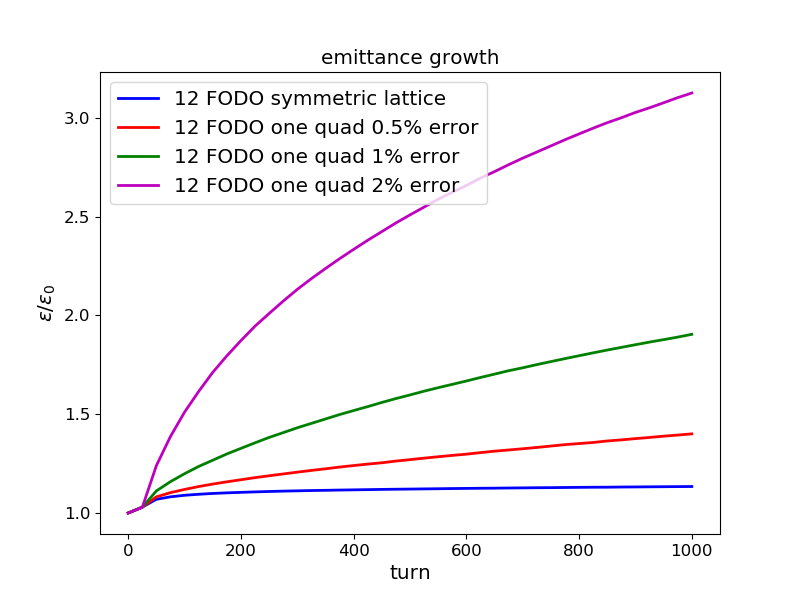 emittance growth
12 FODO symmetric lattice
12 FODO one quad 0.5% error
12 FODO one quad 1% error
12 FODO one quad 2% error
3.0
2.5
2.0
1.5
1.0
ε/ε₀
0 200 400 600 800 1000
turn